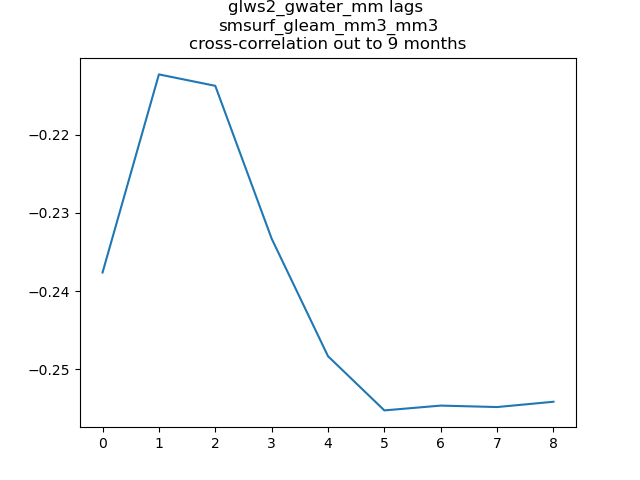 glws2_gwater_mm lags
smsurf_gleam_mm3_mm3
cross-correlation out to 9 months
−0.22
−0.23
−0.24
−0.25
0 1 2 3 4 5 6 7 8